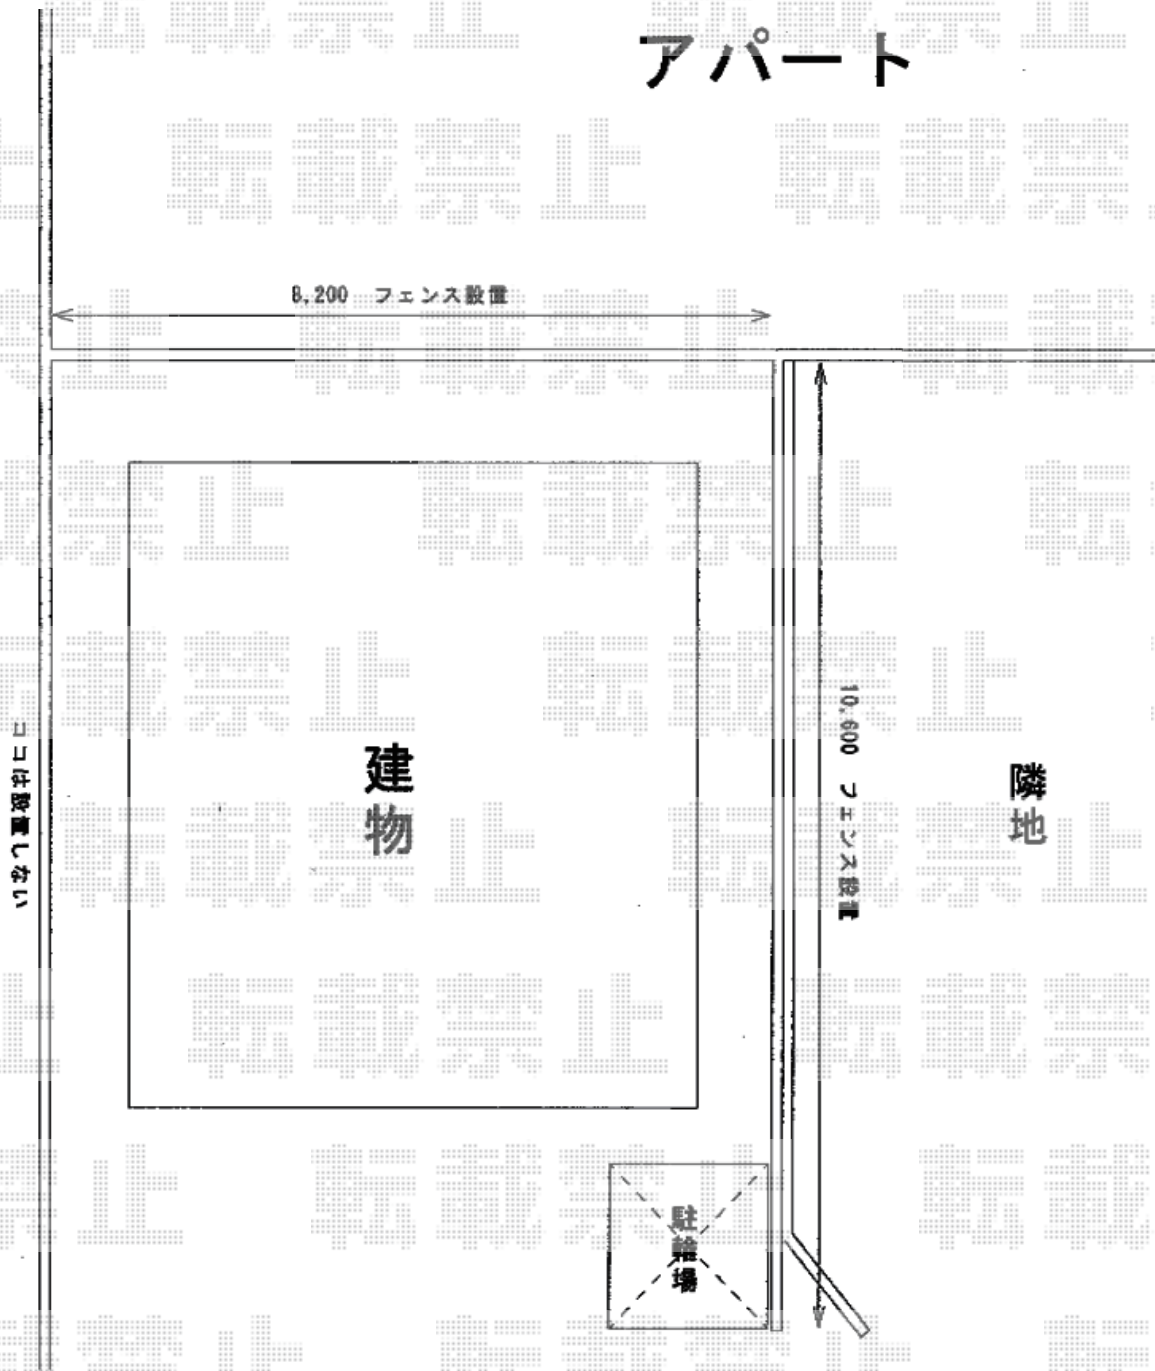 アパート
8,200 フェンス設置
ココは設置しない
建物
10,600 フェンス設置
隣地
駐輪場
転載禁止